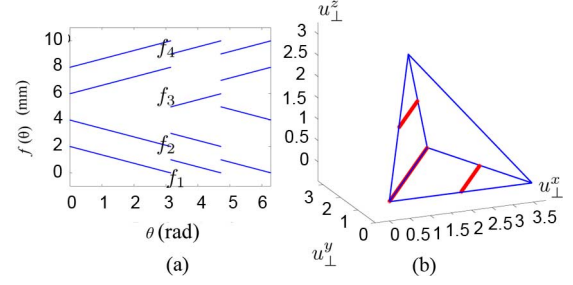 10
8
6
4
2
0
f(θ) (mm)
f₄
f₃
f₂
f₁
0 1 2 3 4 5 6
θ (rad)
(a)
u⊥ᶻ
3
2.5
2
1.5
1
0.5
0
3
2
1
0
u⊥ʸ
0 0.5 1 1.5 2 2.5 3 3.5
u⊥ˣ
(b)